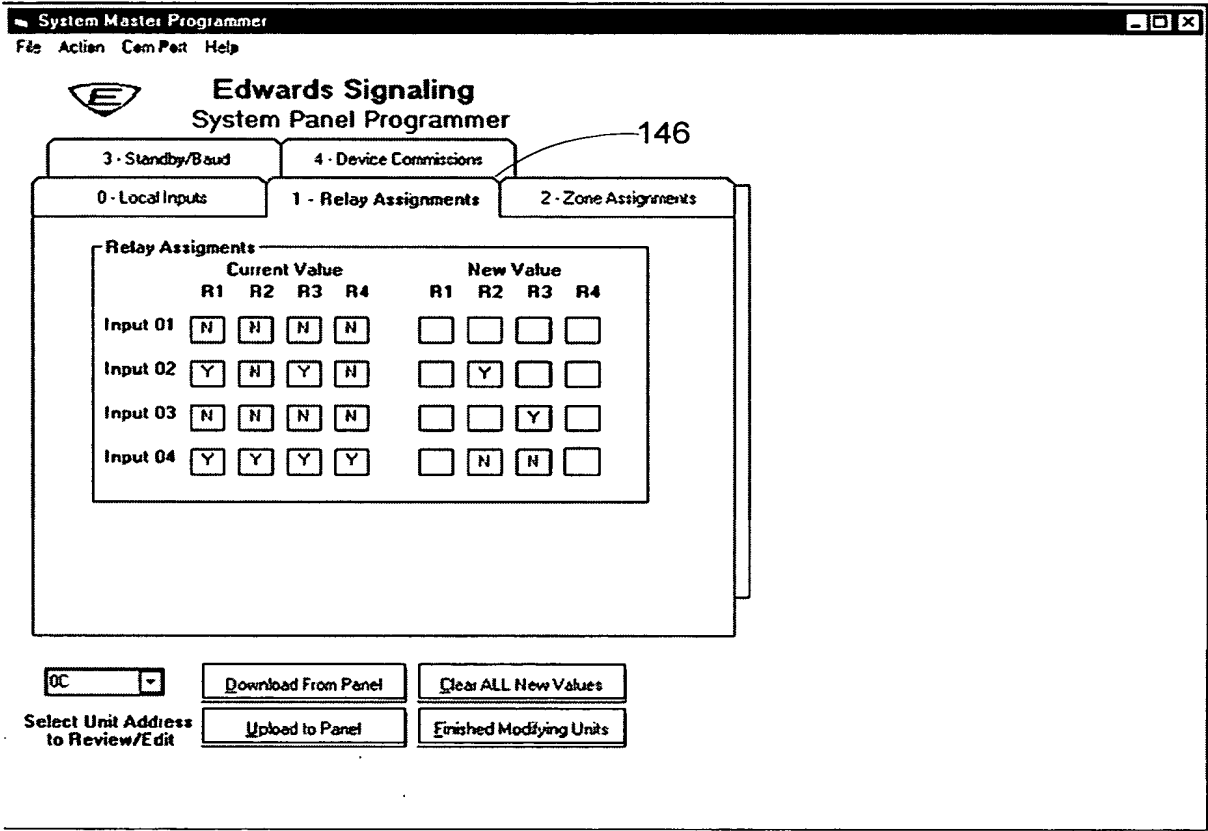 System Master Programmer
File Action Com Port Help
E
Edwards Signaling
System Panel Programmer
146
3 - Standby/Baud 4 - Device Commissions
0 - Local Inputs 1 - Relay Assignments 2 - Zone Assignments
Relay Assigments
Current Value New Value
R1 R2 R3 R4 R1 R2 R3 R4
Input 01 N N N N
Input 02 Y N Y N Y
Input 03 N N N N Y
Input 04 Y Y Y Y N N
0C Download From Panel Clear ALL New Values
Select Unit Address Upload to Panel Finished Modifying Units
to Review/Edit